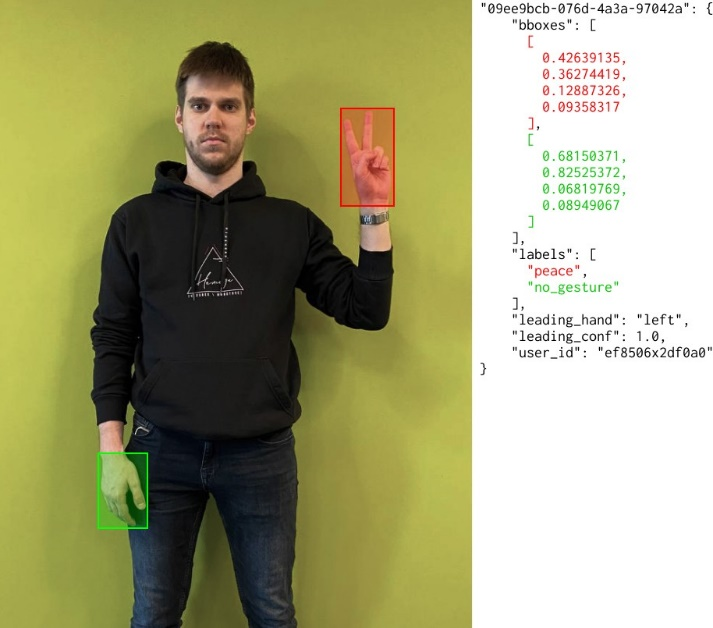 "09ee9bcb-076d-4a3a-97042a": {
"bboxes": [
[
0.42639135,
0.36274419,
0.12887326,
0.09358317
],
[
0.68150371,
0.82525372,
0.06819769,
0.08949067
]
],
"labels": [
"peace",
"no_gesture"
],
"leading_hand": "left",
"leading_conf": 1.0,
"user_id": "ef8506x2df0a0"
}